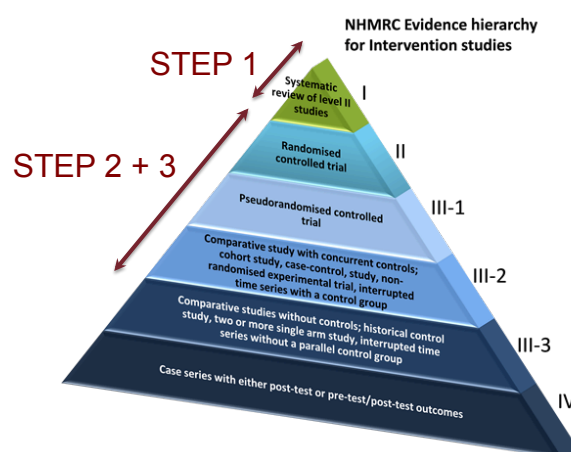 NHMRC Evidence hierarchy
for Intervention studies
STEP 1
Systematic
review of level II
studies
I
STEP 2 + 3
Randomised
controlled trial
II
Pseudorandomised controlled
trial
III-1
Comparative study with concurrent controls;
cohort study, case-control, study, non-
randomised experimental trial, interrupted
time series with a control group
III-2
Comparative studies without controls; historical control
study, two or more single arm study, interrupted time
series without a parallel control group
III-3
Case series with either post-test or pre-test/post-test outcomes
IV